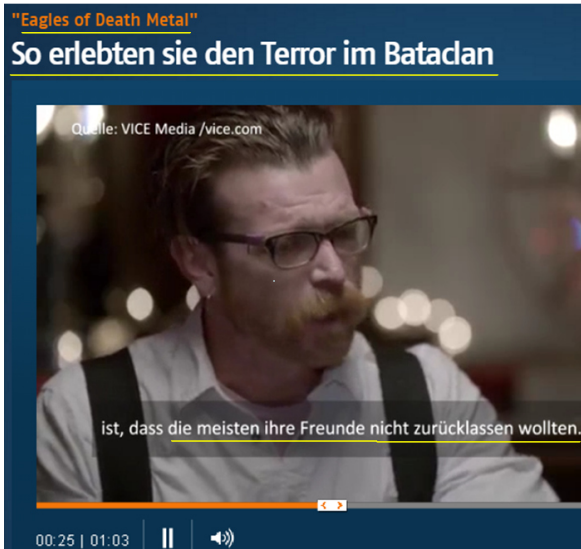 "Eagles of Death Metal"
So erlebten sie den Terror im Bataclan
Quelle: VICE Media /vice.com
ist, dass die meisten ihre Freunde nicht zurücklassen wollten.
00:25 | 01:03